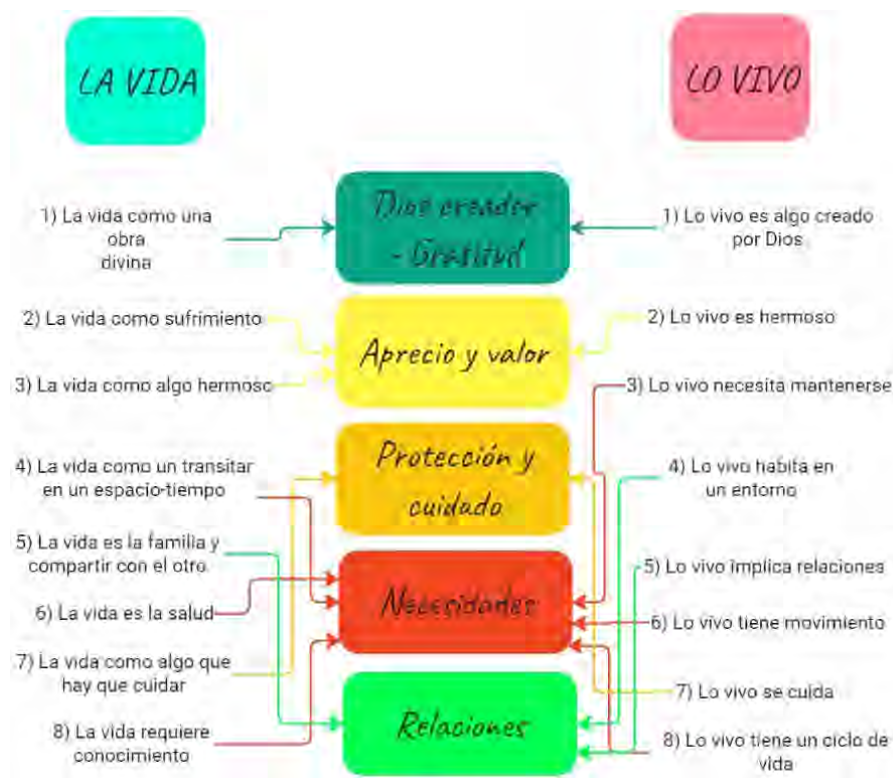 LA VIDA
LO VIVO
1) La vida como una
obra
divina
Dios creador
- Gratitud
1) Lo vivo es algo creado
por Dios
2) La vida como sufrimiento
3) La vida como algo hermoso
Aprecio y valor
2) Lo vivo es hermoso
3) Lo vivo necesita mantenerse
4) La vida como un transitar
en un espacio-tiempo
Protección y
cuidado
4) Lo vivo habita en
un entorno
5) La vida es la familia y
compartir con el otro.
6) La vida es la salud
Necesidades
5) Lo vivo implica relaciones
6) Lo vivo tiene movimiento
7) La vida como algo que
hay que cuidar
8) La vida requiere
conocimiento
Relaciones
7) Lo vivo se cuida
8) Lo vivo tiene un ciclo de
vida